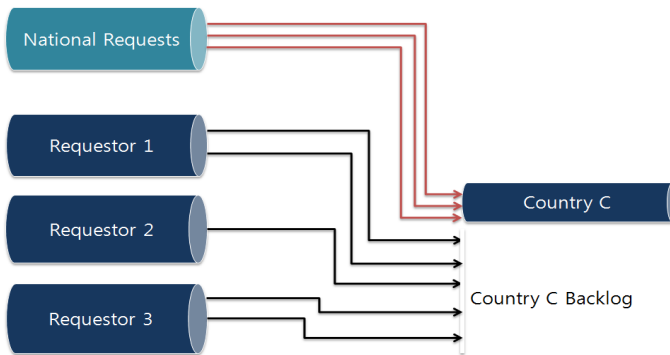 National Requests
Requestor 1
Requestor 2
Requestor 3
Country C
Country C Backlog